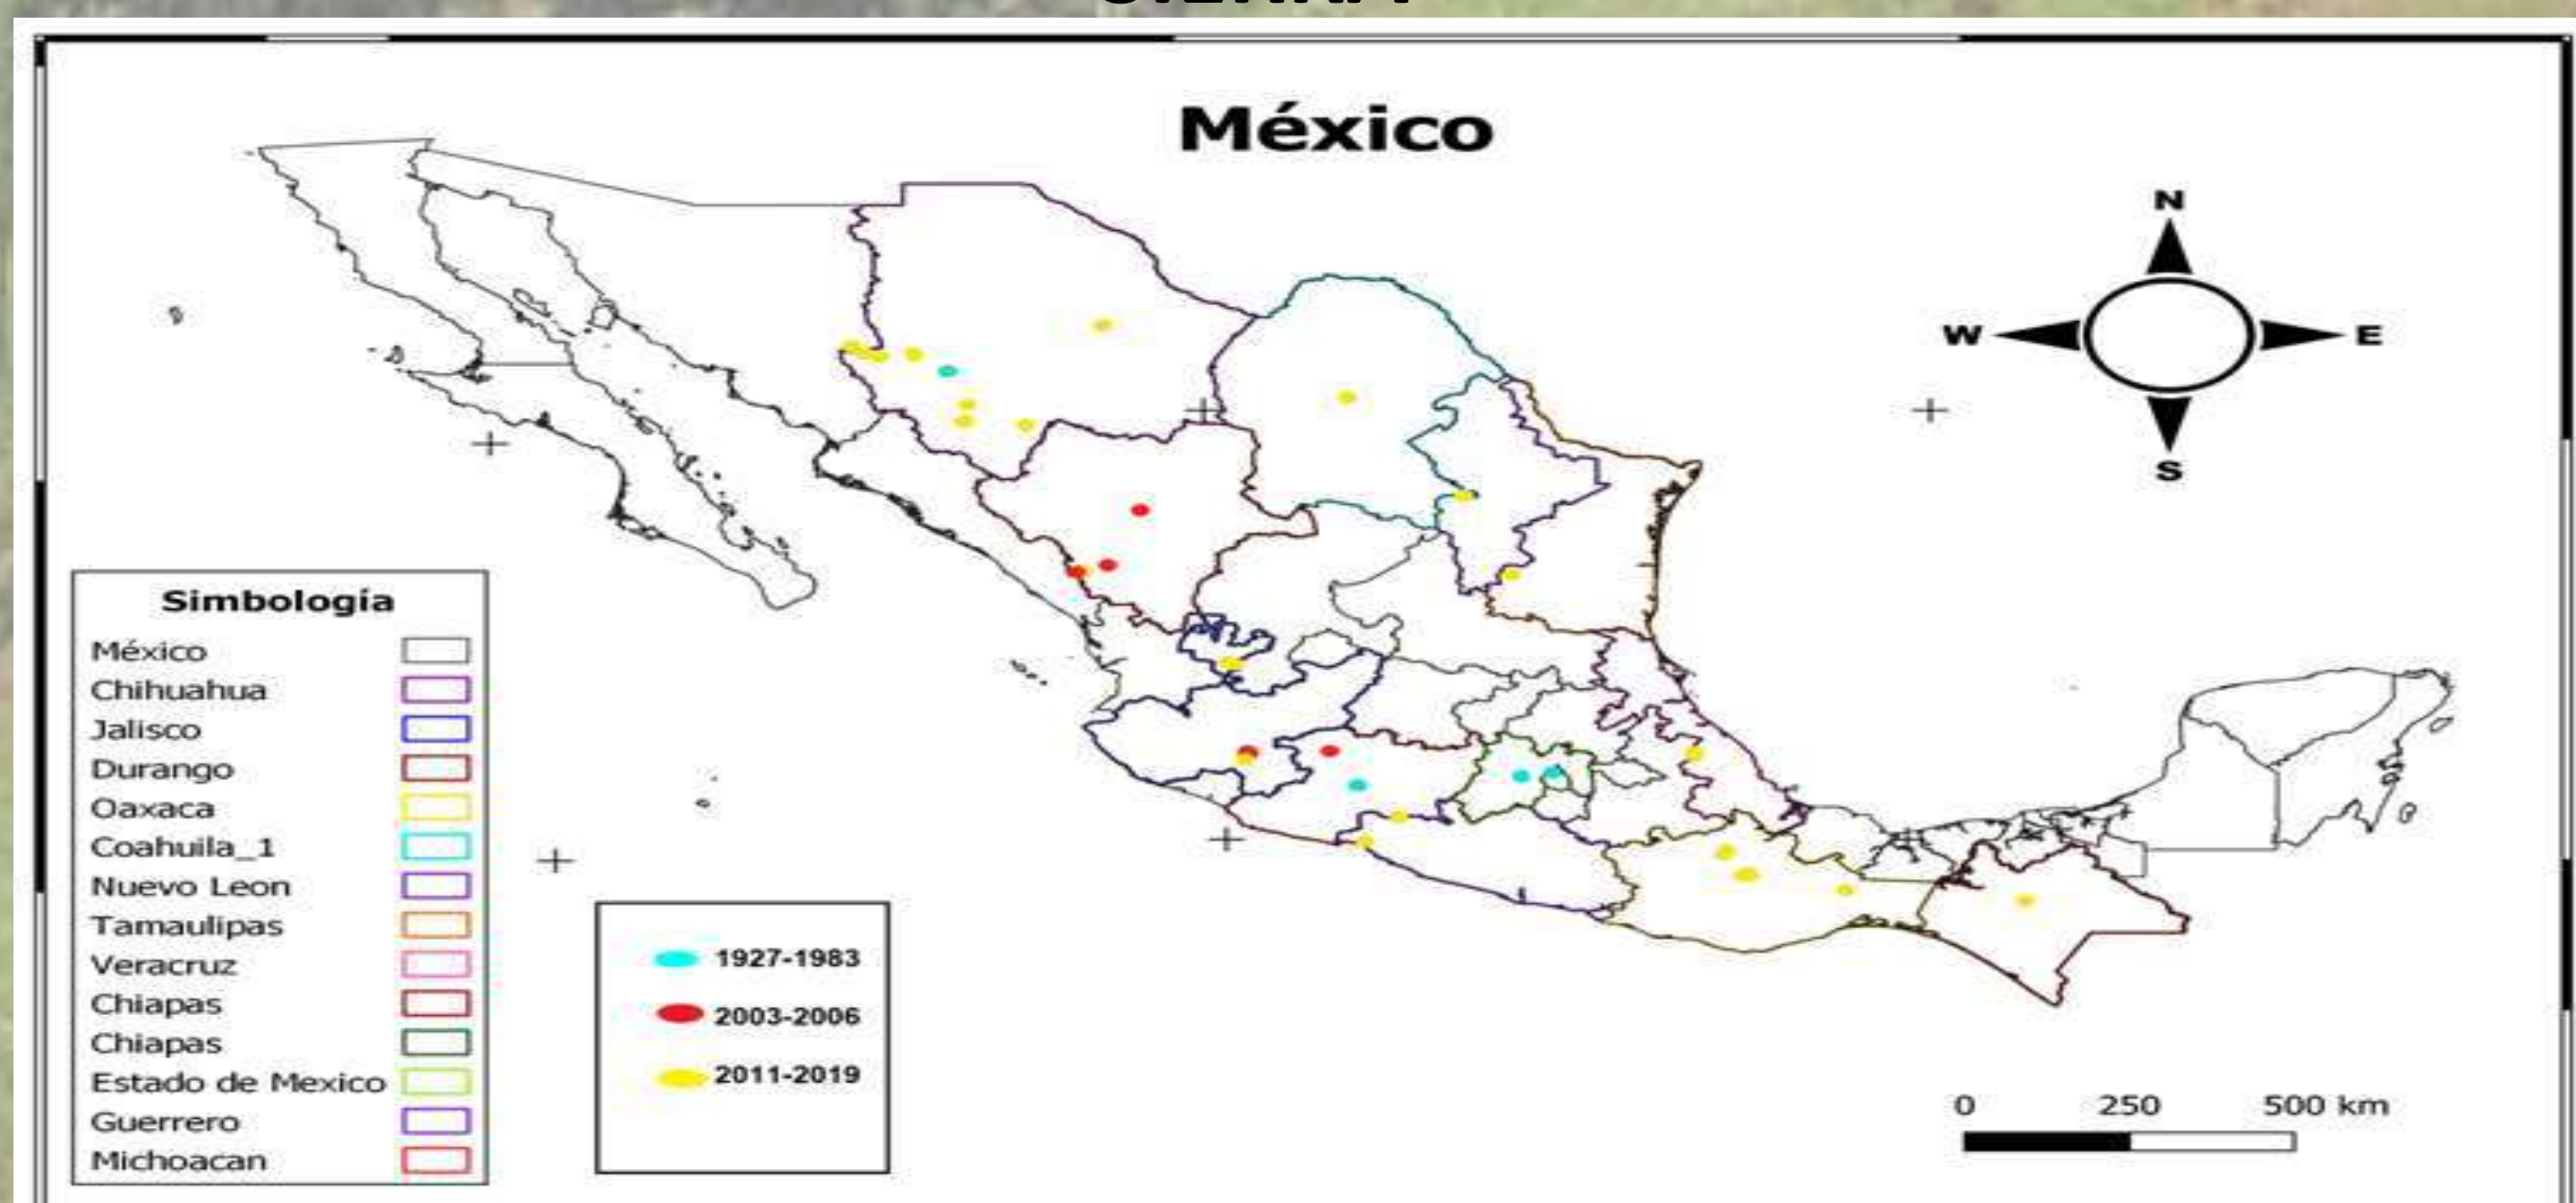 México
N
W
E
S
Simbología
México
Chihuahua
Jalisco
Durango
Oaxaca
Coahuila_1
Nuevo Leon
Tamaulipas
Veracruz
Chiapas
Chiapas
Estado de Mexico
Guerrero
Michoacan
1927-1983
2003-2006
2011-2019
0 250 500 km